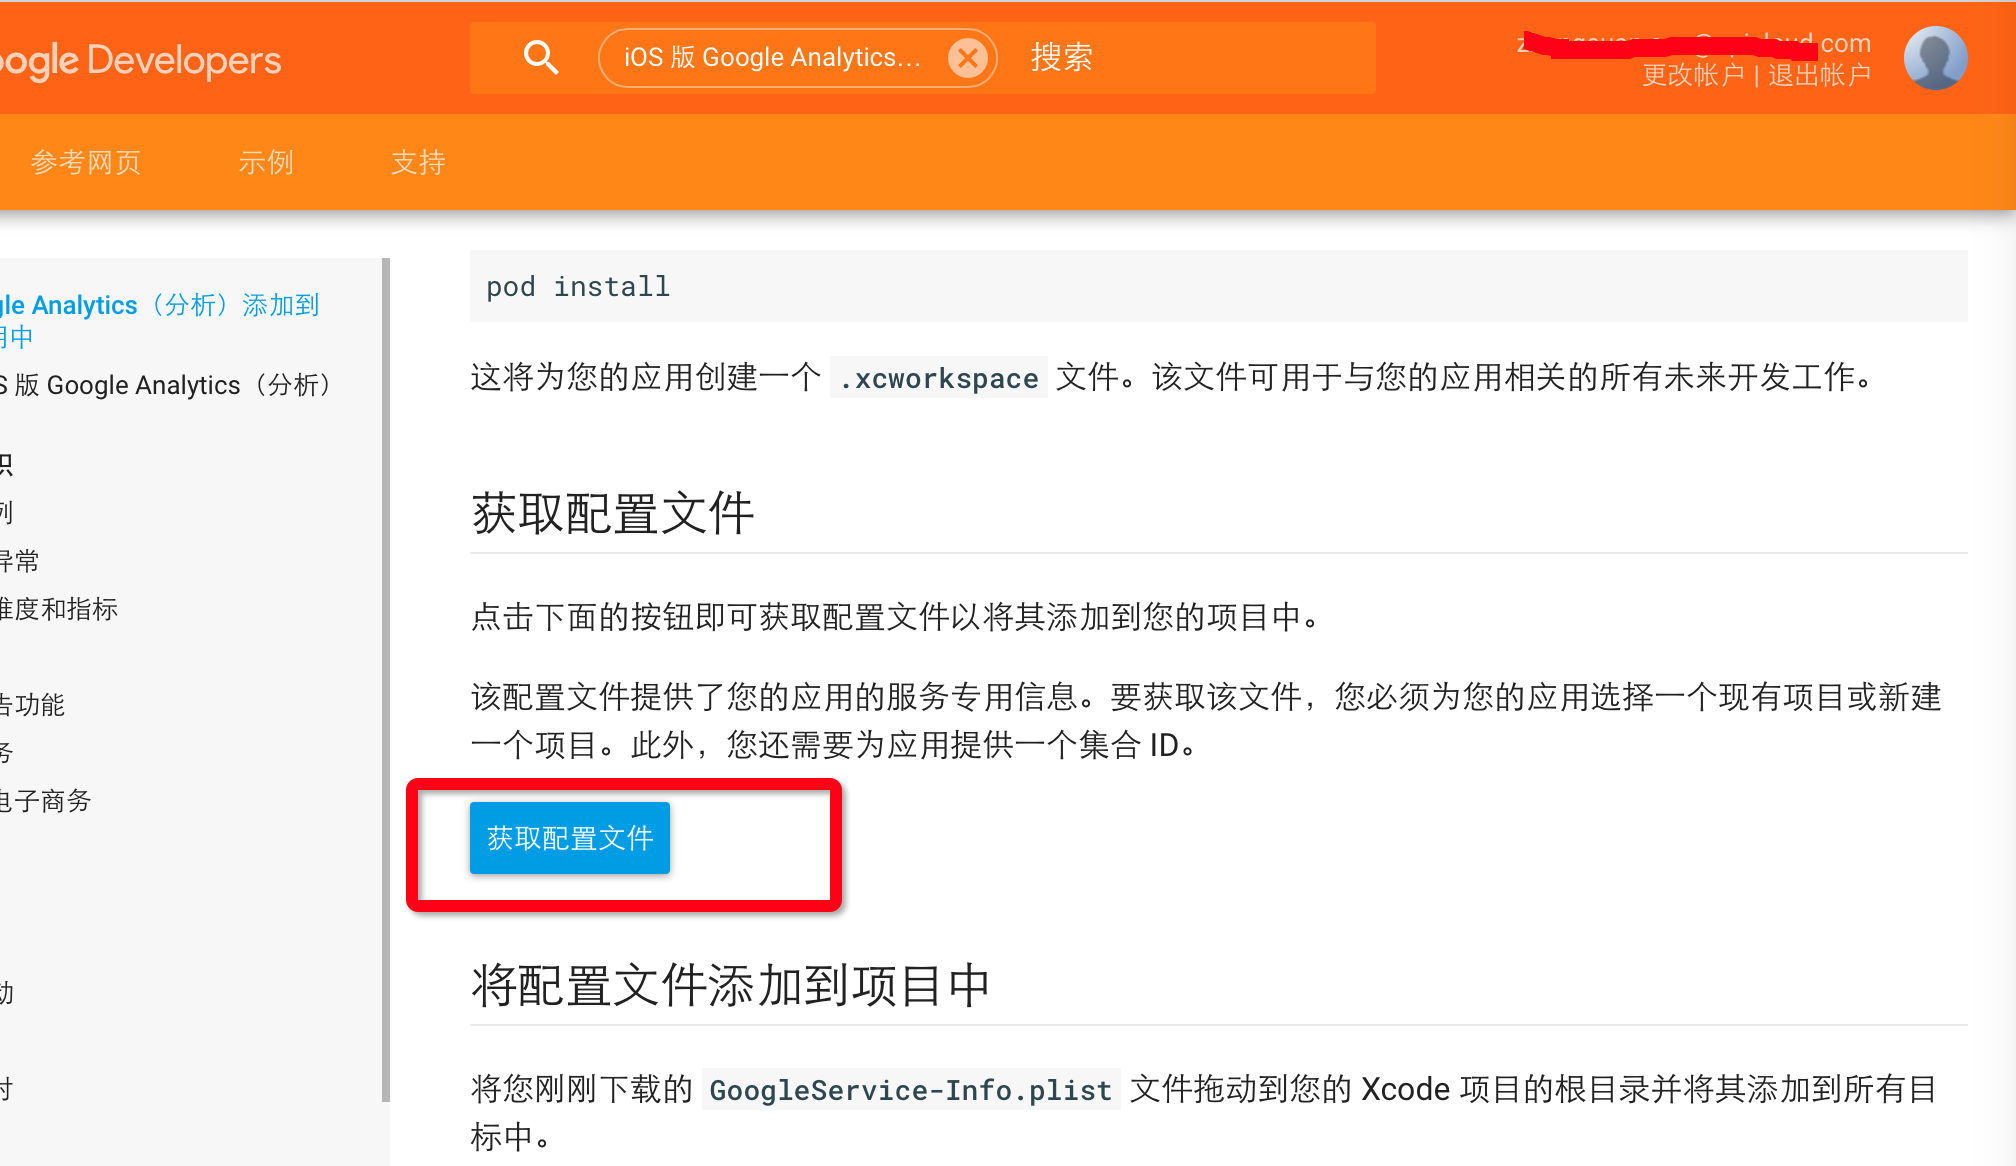 oogle Developers
iOS 版 Google Analytics...
搜索
.com
更改帐户 | 退出帐户
参考网页
示例
支持
gle Analytics（分析）添加到
用中
S 版 Google Analytics（分析）
识
例
异常
维度和指标
告功能
务
电子商务
动
时
pod install
这将为您的应用创建一个 .xcworkspace 文件。该文件可用于与您的应用相关的所有未来开发工作。
获取配置文件
点击下面的按钮即可获取配置文件以将其添加到您的项目中。
该配置文件提供了您的应用的服务专用信息。要获取该文件，您必须为您的应用选择一个现有项目或新建
一个项目。此外，您还需要为应用提供一个集合 ID。
获取配置文件
将配置文件添加到项目中
将您刚刚下载的 GoogleService-Info.plist 文件拖动到您的 Xcode 项目的根目录并将其添加到所有目
标中。